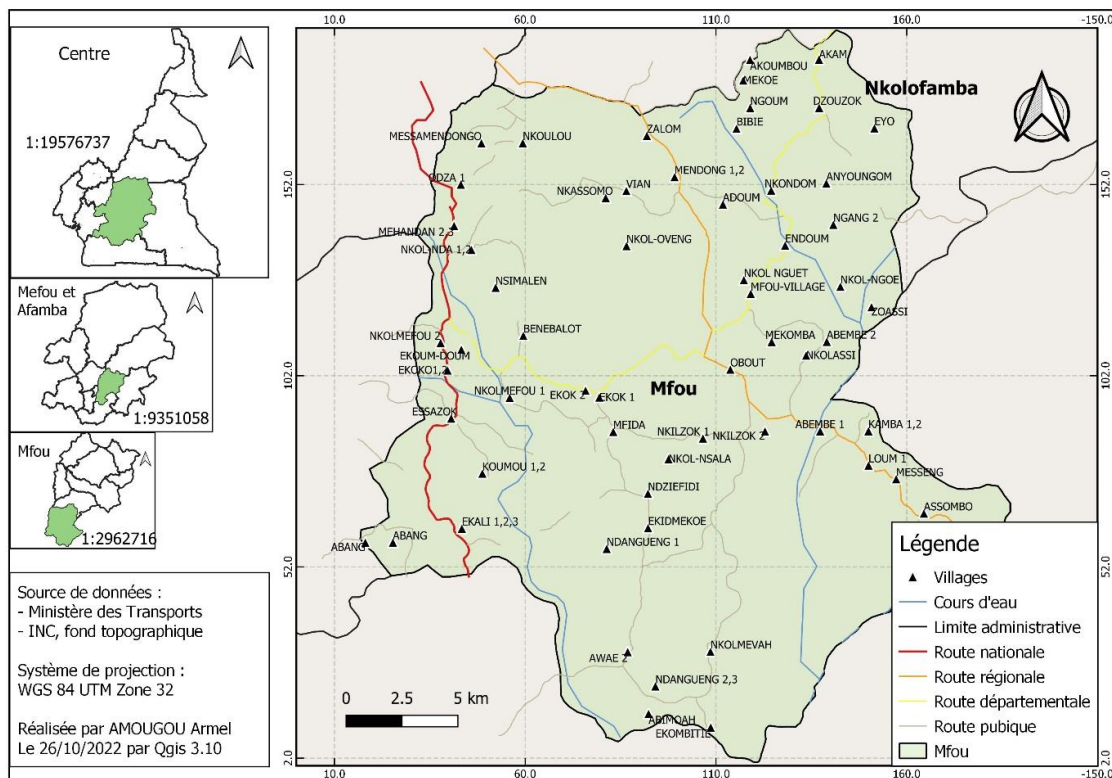 Centre
1:19576737
Mefou et
Afamba
1:9351058
Mfou
1:2962716
Source de données :
- Ministère des Transports
- INC, fond topographique
Système de projection :
WGS 84 UTM Zone 32
Réalisée par AMOUGOU Armel
Le 26/10/2022 par Qgis 3.10
10.0 60.0 110.0 160.0 -150.0
AKAM
AKOUMBOU
MEKOE
Nkolofamba
NGOUM
DZOUZOK
BIBIE
EYO
ZALOM
MESSAMENDONGO
NKOULOU
152.0
152.0
ODZA 1
MENDONG 1,2
NKASSOMO
VIAN
ADOUM
NKONDOM
ANYOUNGOM
MEHANDAN 2,3
NGANG 2
NKOL-NDA 1,2
NKOL-OVENG
ENDOUM
NSIMALEN
NKOL NGUET
MFOU-VILLAGE
NKOL-NGOE
ZOASSI
NKOLMEFOU 2
BENEBALOT
MEKOMBA
ABEMBE 2
EKOUM-DOUM
NKOLASSI
EKOKO1,2
OBOUT
102.0
102.0
NKOLMEFOU 1
EKOK 2
EKOK 1
Mfou
ESSAZOK
MFIDA
NKILZOK 1
NKILZOK 2
ABEMBE 1
KAMBA 1,2
KOUMOU 1,2
NKOL-NSALA
LOUM 1
MESSENG
NDZIEFIDI
ASSOMBO
EKALI 1,2,3
EKIDMEKOE
ABANG
ABANG
NDANGUENG 1
52.0
52.0
AWAE 2
NKOLMEVAH
NDANGUENG 2,3
ABIMOAH
EKOMBITIE
0 2.5 5 km
Légende
Villages
Cours d'eau
Limite administrative
Route nationale
Route régionale
Route départementale
Route pubique
Mfou
2.0
2.0
10.0 60.0 110.0 160.0 -150.0